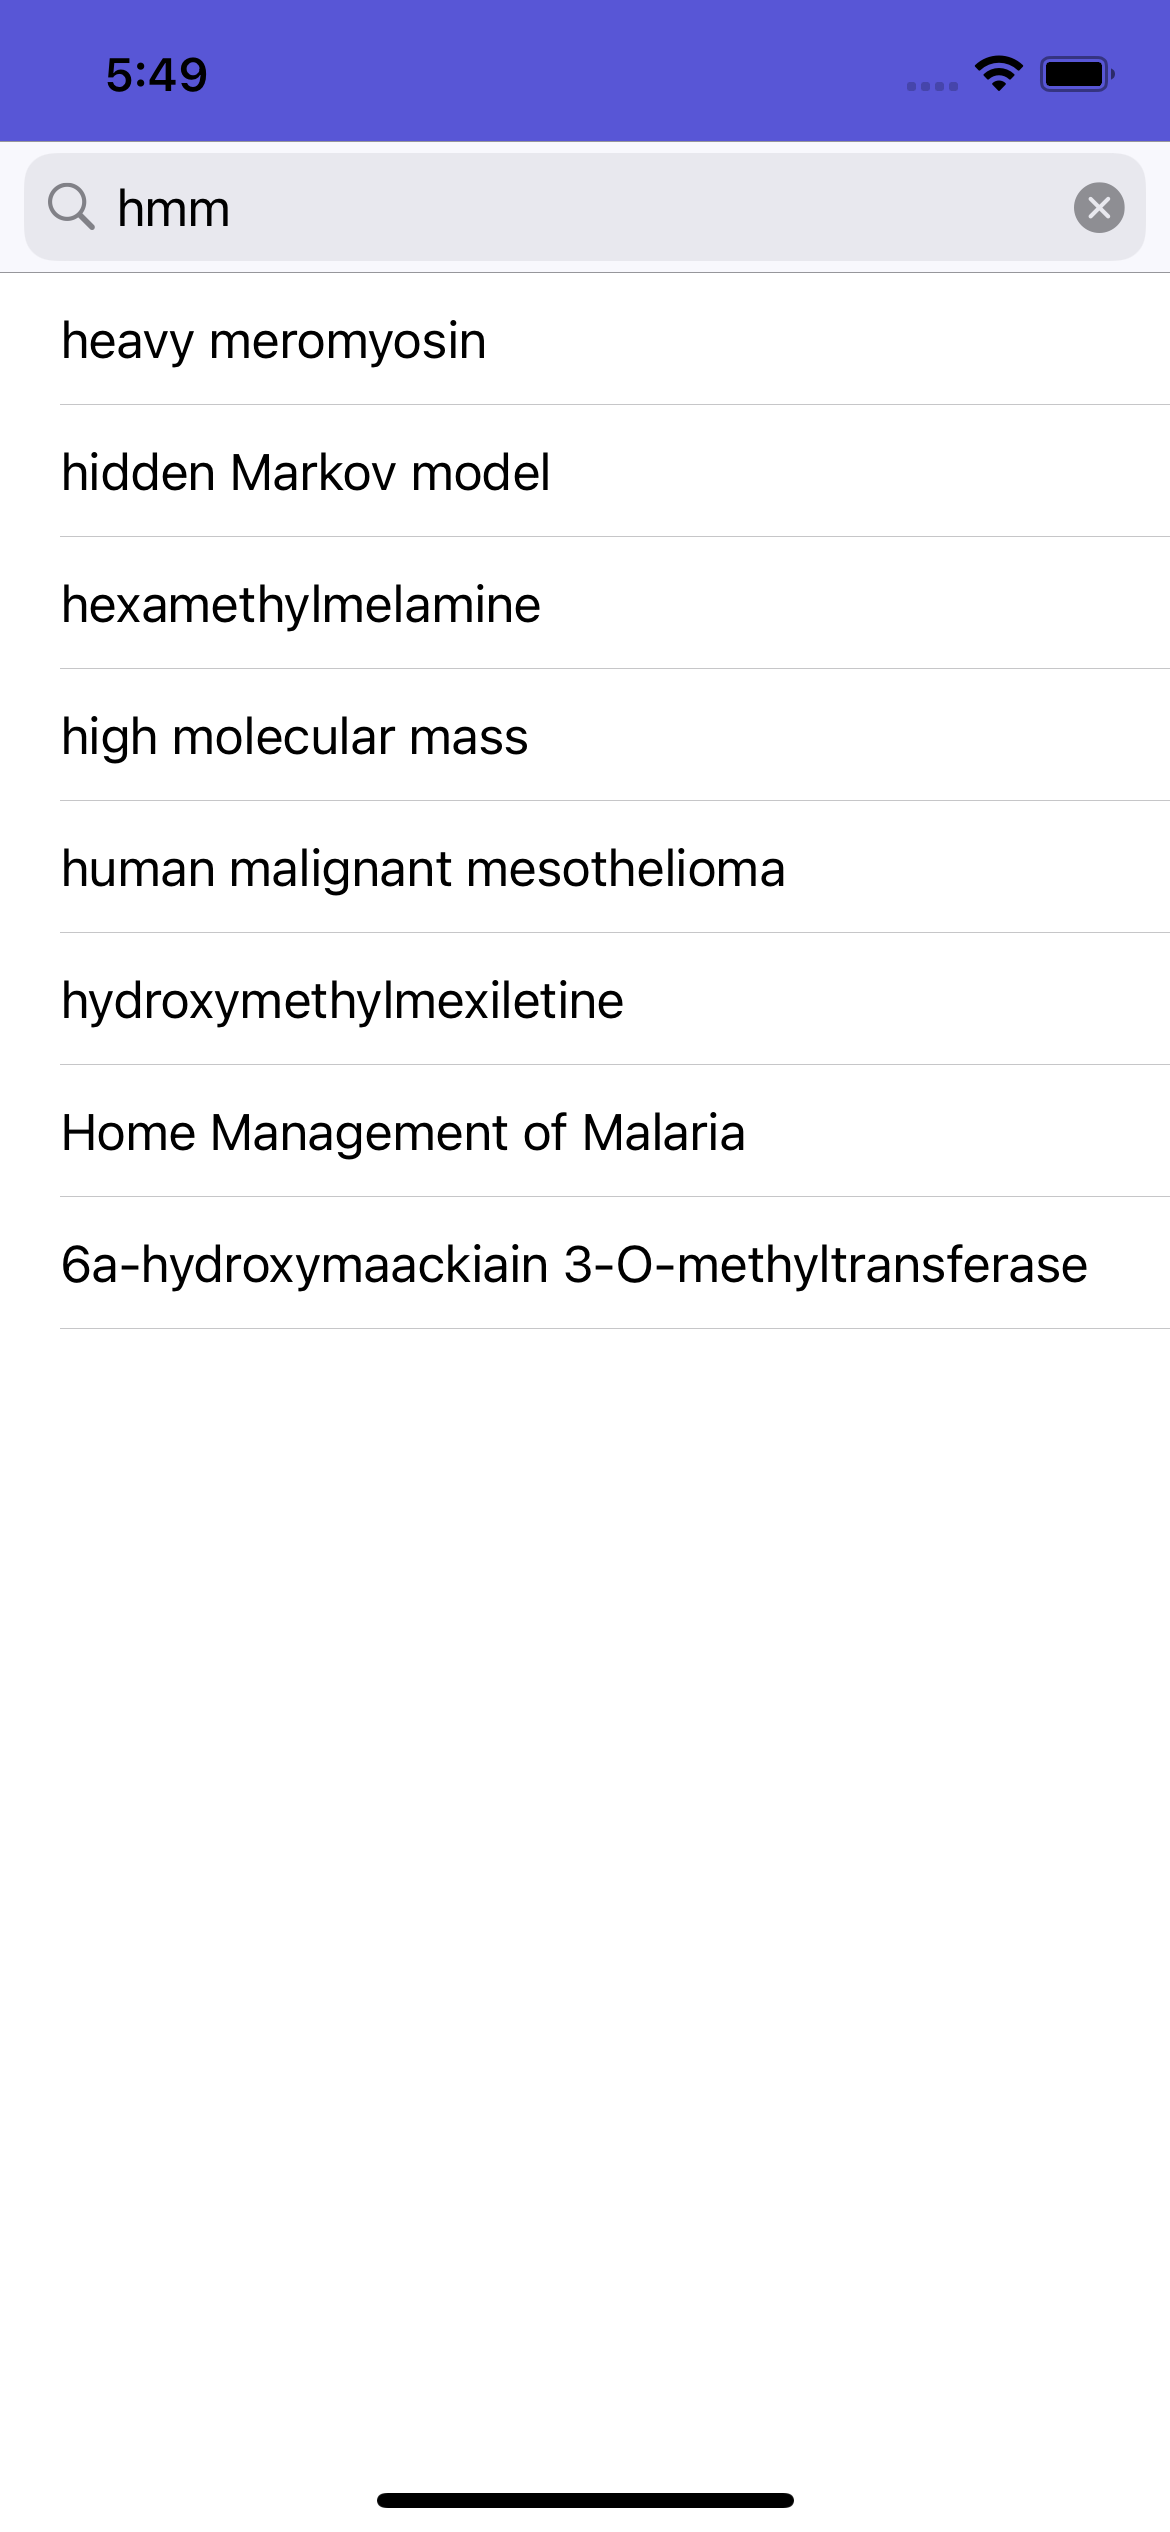 5:49
hmm
heavy meromyosin
hidden Markov model
hexamethylmelamine
high molecular mass
human malignant mesothelioma
hydroxymethylmexiletine
Home Management of Malaria
6a-hydroxymaackiain 3-O-methyltransferase